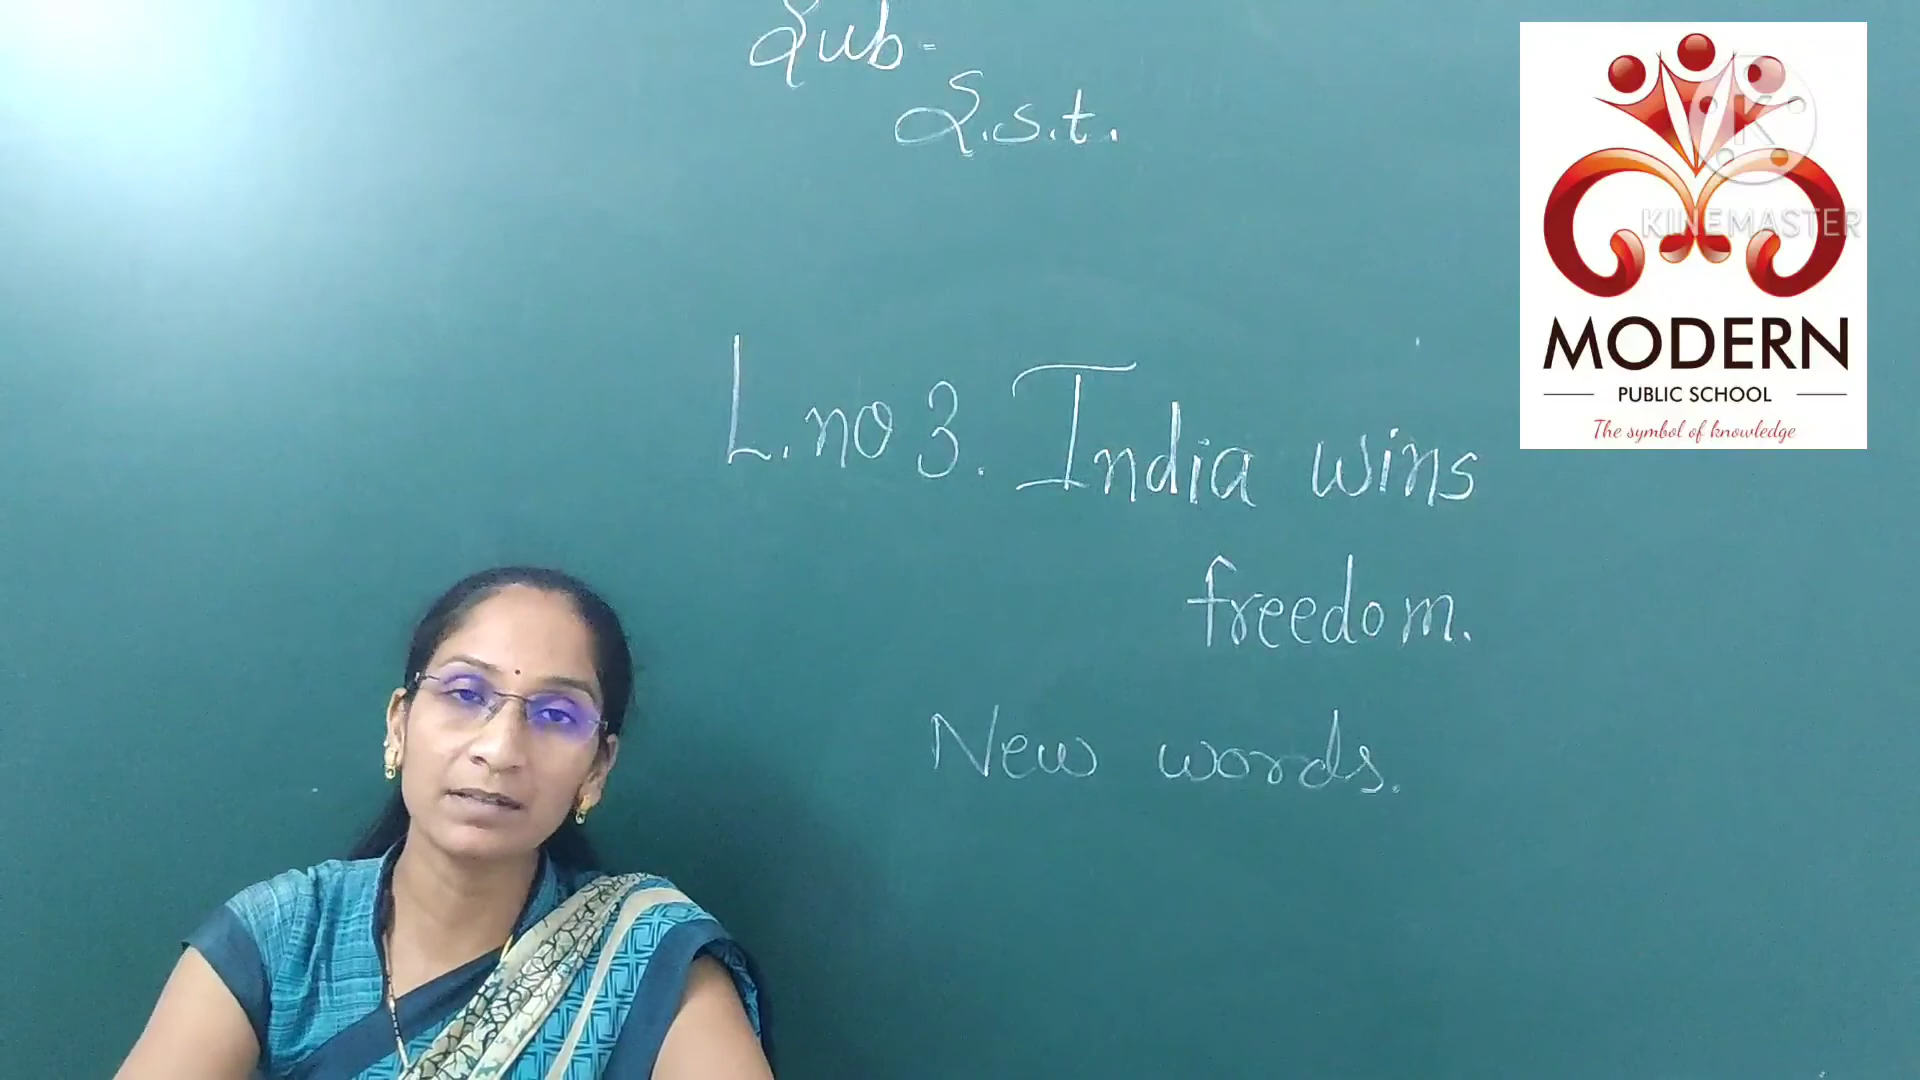 Sub-
S.s.t.
L.no 3. India wins
freedom.
New words.
KINEMASTER
MODERN
PUBLIC SCHOOL
The symbol of knowledge